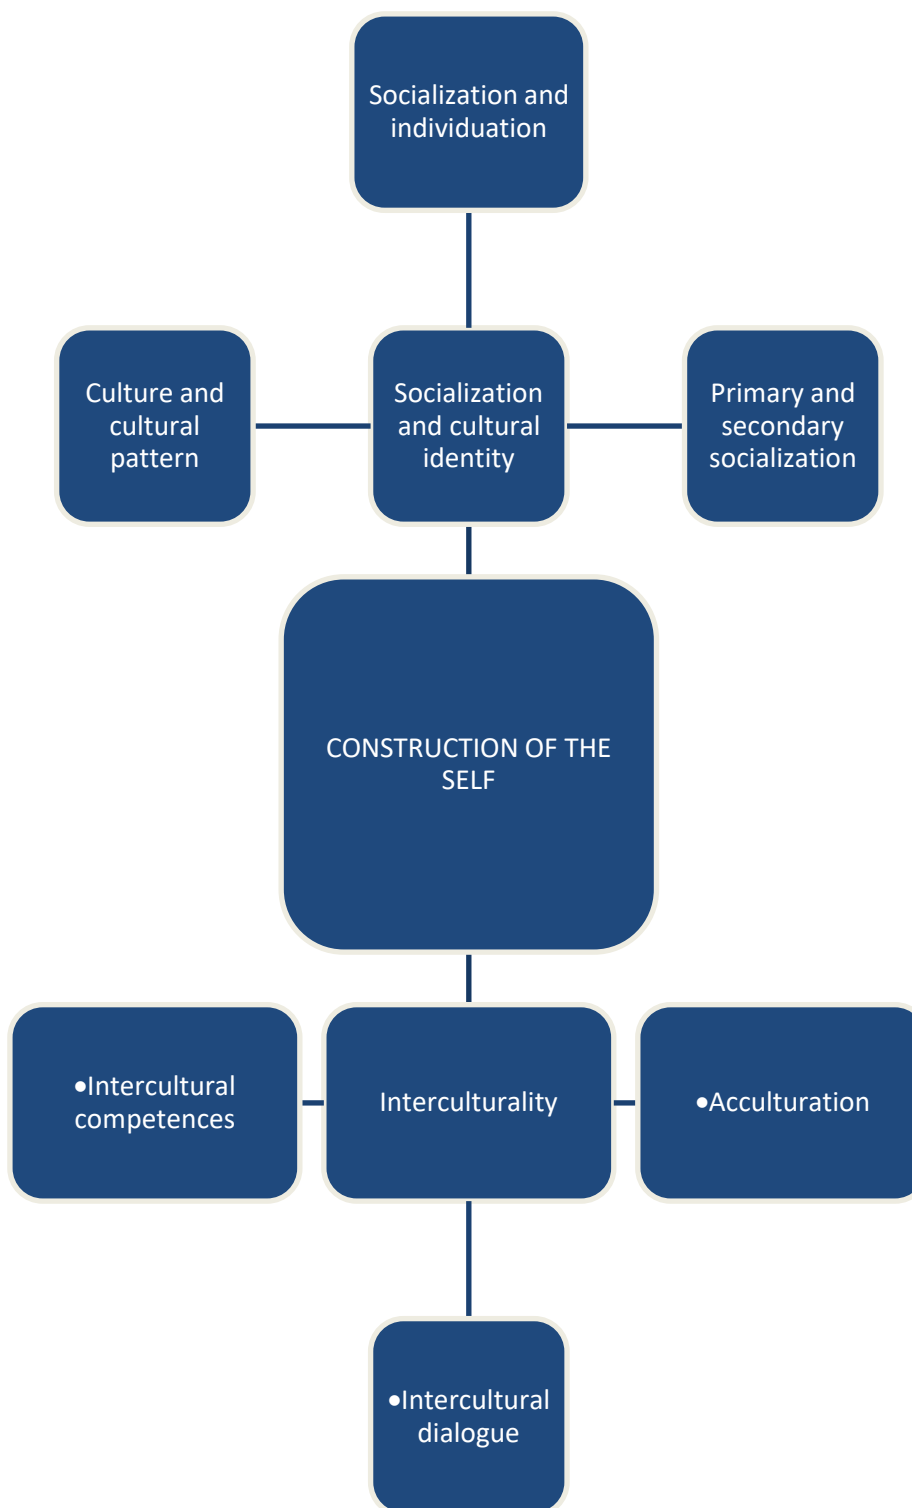 Socialization and
individuation
Culture and
cultural
pattern
Socialization
and cultural
identity
Primary and
secondary
socialization
CONSTRUCTION OF THE
SELF
•Intercultural
competences
Interculturality
•Acculturation
•Intercultural
dialogue